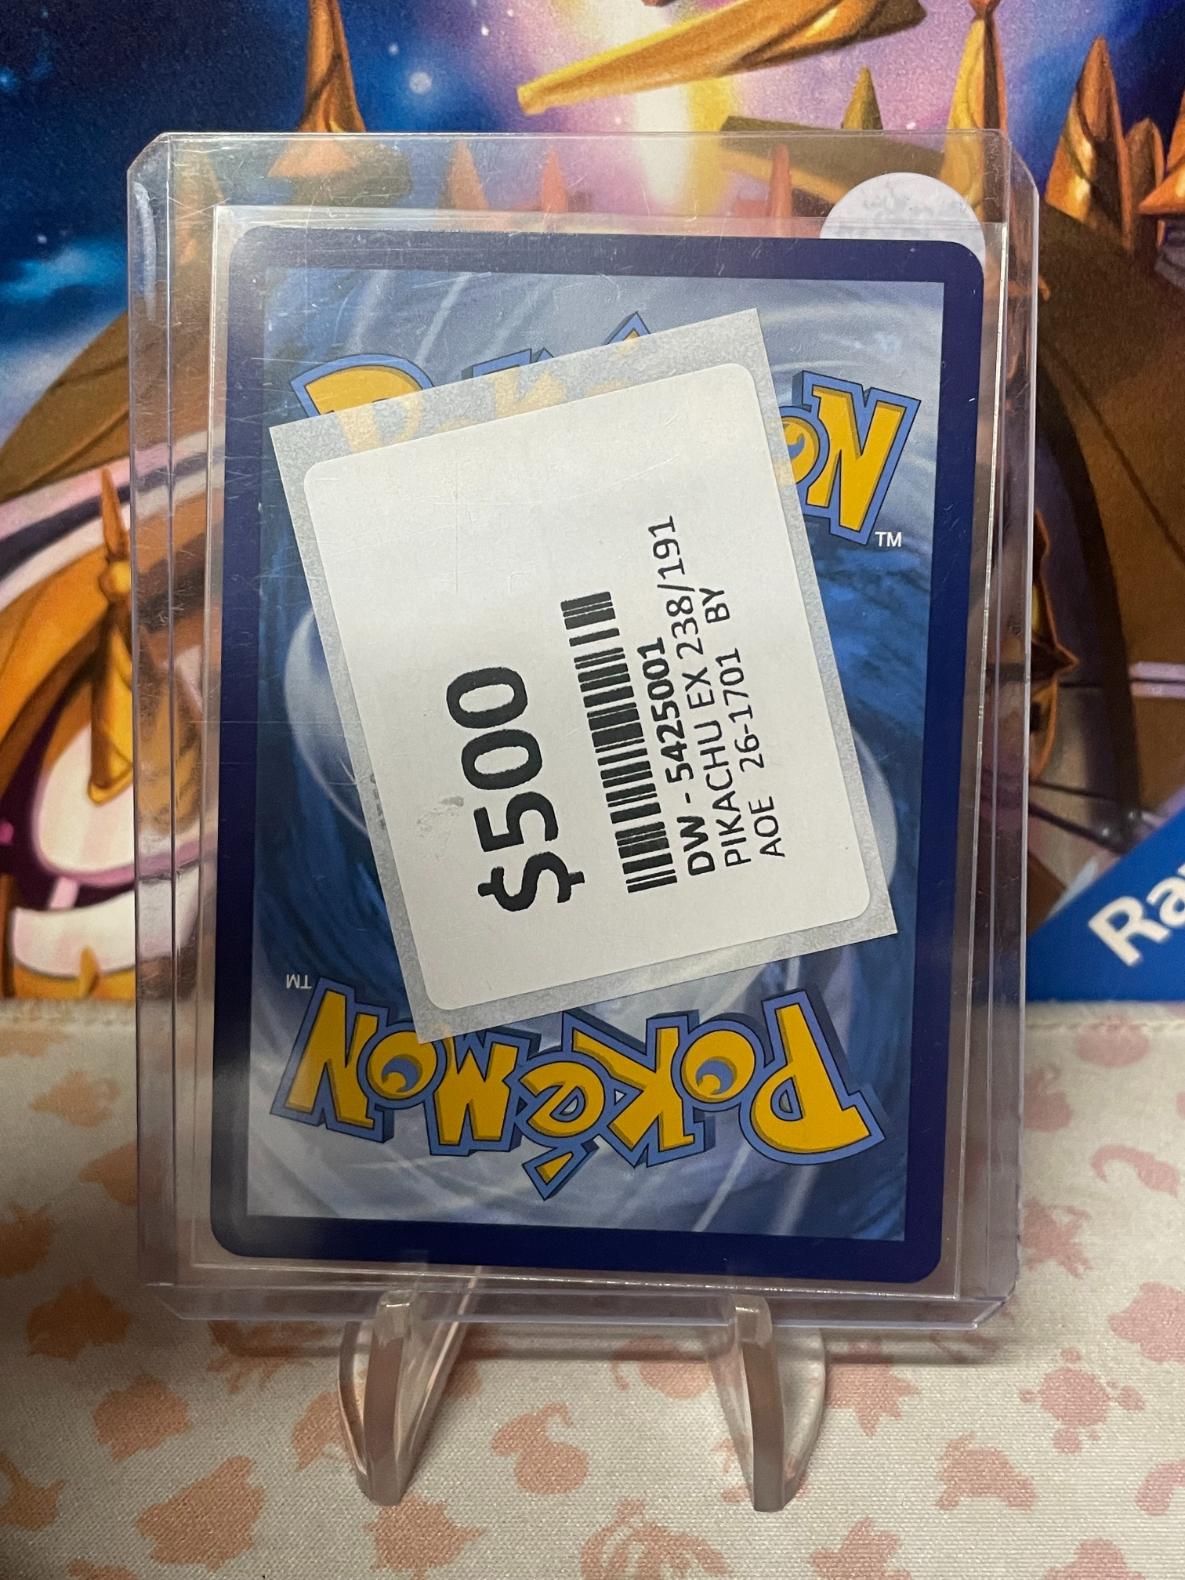 POKéMON
TM
$500
DW - 5425001
PIKACHU EX 238/191
AOE 26-1701 BY
POKéMON
TM
Ra